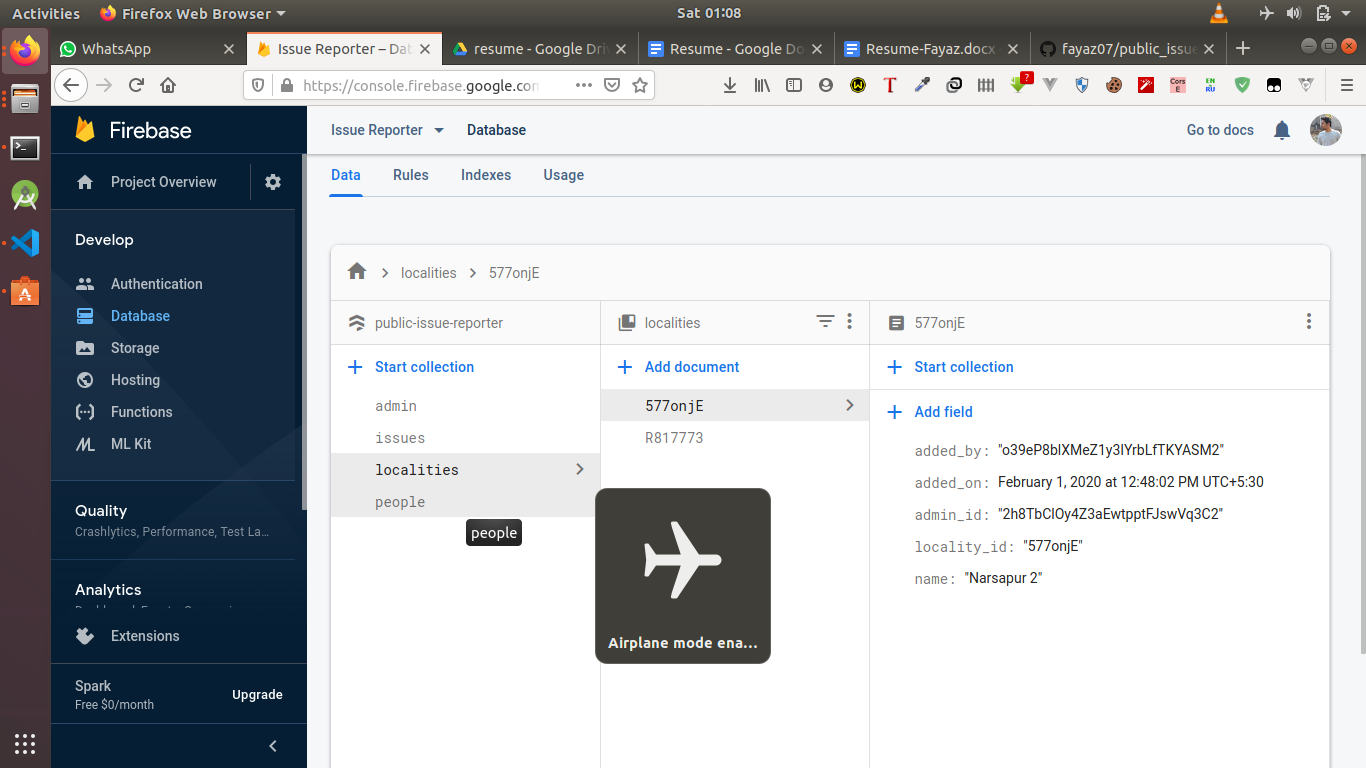 Activities Firefox Web Browser Sat 01:08
WhatsApp Issue Reporter – Dat resume - Google Driv Resume - Google Do Resume-Fayaz.docx fayaz07/public_issue
https://console.firebase.google.con
Firebase
Issue Reporter Database Go to docs
Project Overview
Data Rules Indexes Usage
Develop
Authentication
Database
Storage
Hosting
Functions
ML Kit
Quality
Crashlytics, Performance, Test La…
Analytics
Extensions
Spark
Free $0/month
Upgrade
localities 577onjE
public-issue-reporter
Start collection
admin
issues
localities
people
people
localities
Add document
577onjE
R817773
577onjE
Start collection
Add field
added_by: "o39eP8blXMeZ1y3lYrbLfTKYASM2"
added_on: February 1, 2020 at 12:48:02 PM UTC+5:30
admin_id: "2h8TbClOy4Z3aEwtpptFJswVq3C2"
locality_id: "577onjE"
name: "Narsapur 2"
Airplane mode ena…